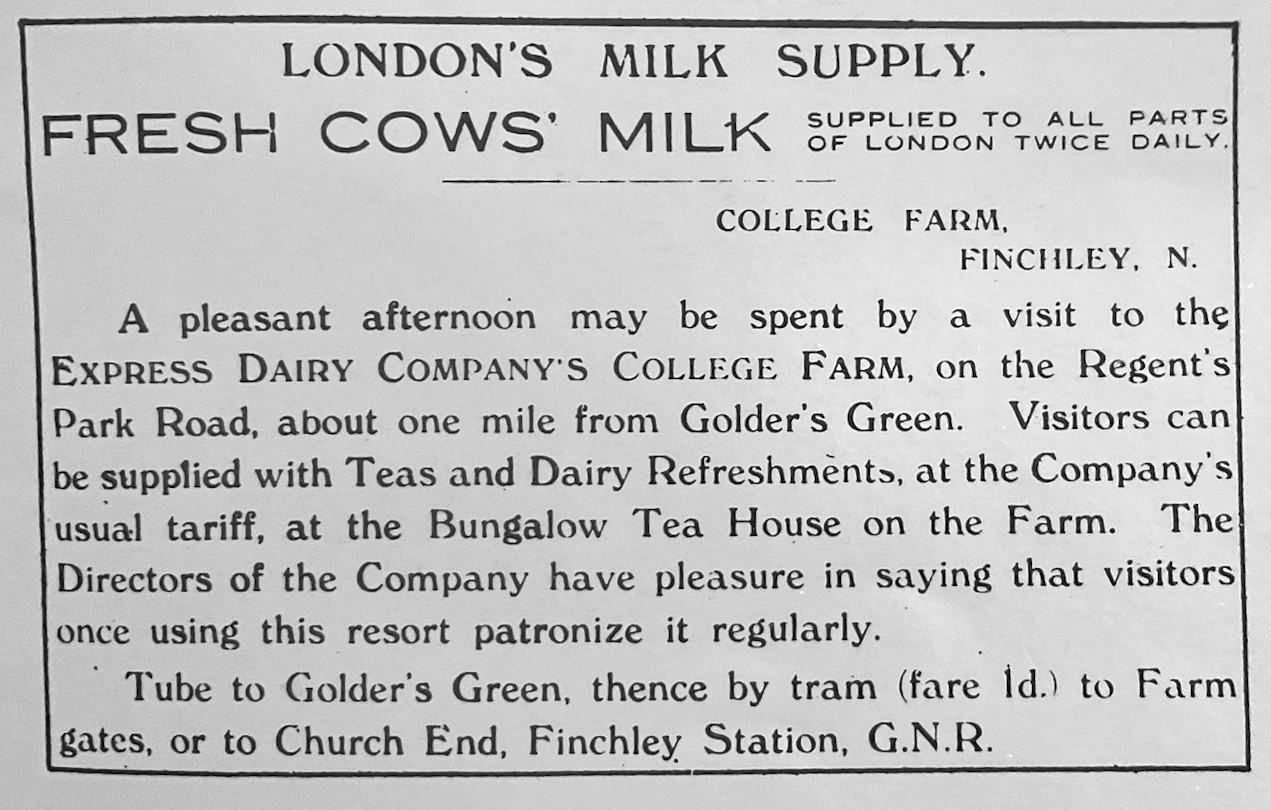 LONDON'S MILK SUPPLY.
FRESH COWS' MILK SUPPLIED TO ALL PARTS
OF LONDON TWICE DAILY.
COLLEGE FARM,
FINCHLEY, N.
A pleasant afternoon may be spent by a visit to the
EXPRESS DAIRY COMPANY'S COLLEGE FARM, on the Regent's
Park Road, about one mile from Golder's Green. Visitors can
be supplied with Teas and Dairy Refreshments, at the Company's
usual tariff, at the Bungalow Tea House on the Farm. The
Directors of the Company have pleasure in saying that visitors
once using this resort patronize it regularly.
Tube to Golder's Green, thence by tram (fare 1d.) to Farm
gates, or to Church End, Finchley Station, G.N.R.